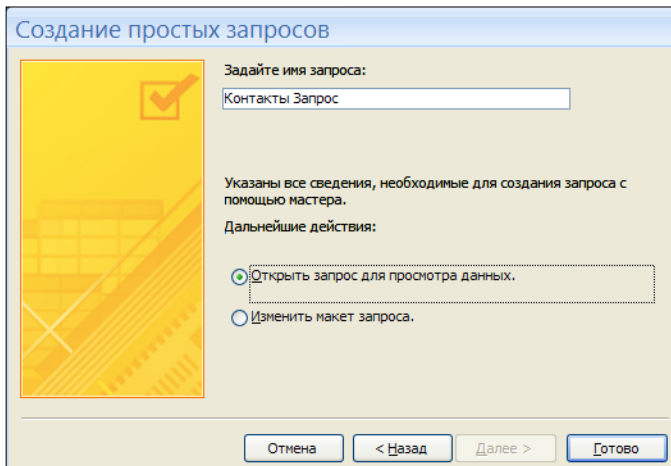 Создание простых запросов
Задайте имя запроса:
Контакты Запрос
Указаны все сведения, необходимые для создания запроса с
помощью мастера.
Дальнейшие действия:
Открыть запрос для просмотра данных.
Изменить макет запроса.
Отмена
< Назад
Далее >
Готово